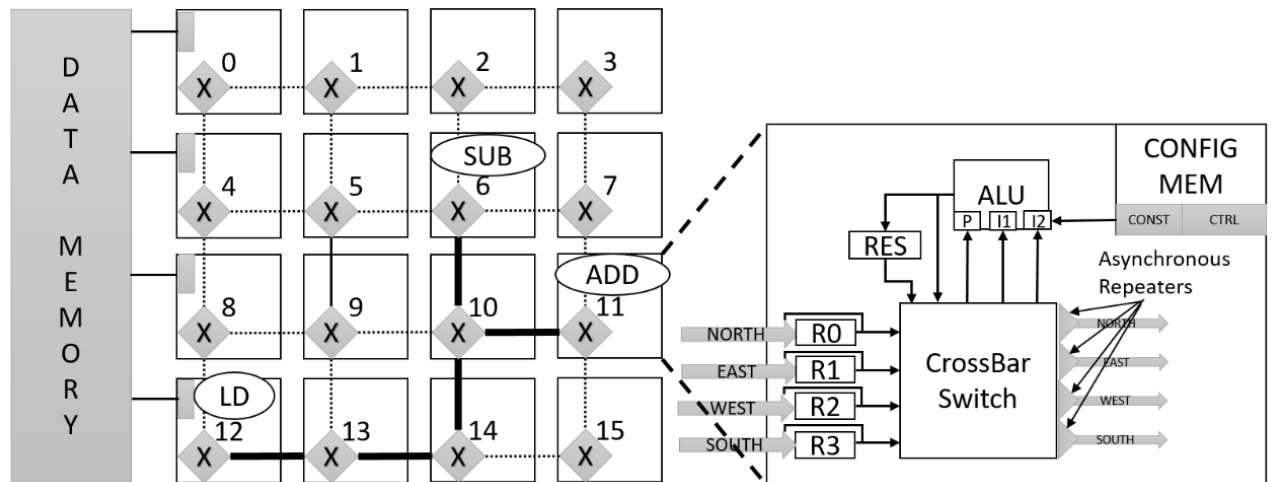 DATA MEMORY
0
1
2
3
X
X
X
X
SUB
4
5
6
7
X
X
X
X
ADD
8
9
10
11
X
X
X
X
LD
12
13
14
15
X
X
X
X
CONFIG
MEM
CONST
CTRL
ALU
P
I1
I2
RES
Asynchronous
Repeaters
NORTH
R0
EAST
R1
WEST
R2
SOUTH
R3
CrossBar
Switch
NORTH
EAST
WEST
SOUTH